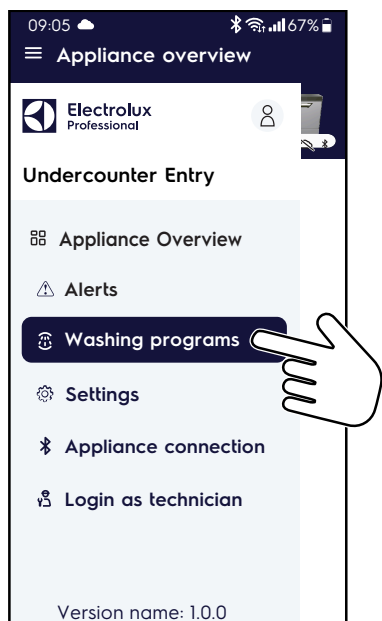 09:05 67%
Appliance overview
Electrolux
Professional
Undercounter Entry
Appliance Overview
Alerts
Washing programs
Settings
Appliance connection
Login as technician
Version name: 1.0.0